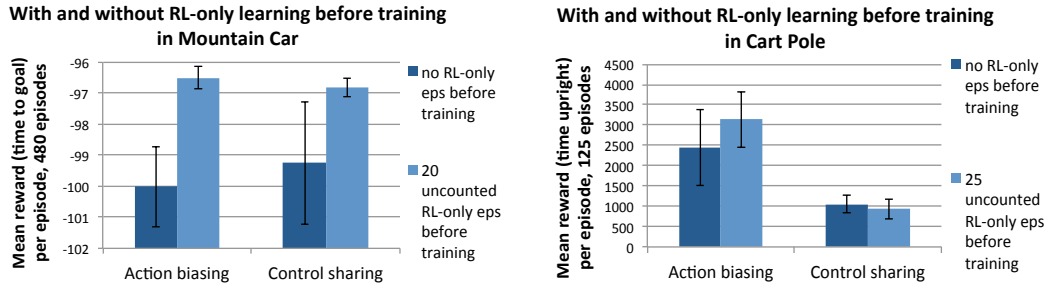 With and without RL-only learning before training
in Mountain Car
Mean reward (time to goal)
per episode, 480 episodes
-96
-97
-98
-99
-100
-101
-102
Action biasing
Control sharing
no RL-only
eps before
training
20
uncounted
RL-only eps
before
training
With and without RL-only learning before training
in Cart Pole
Mean reward (time upright)
per episode, 125 episodes
4500
4000
3500
3000
2500
2000
1500
1000
500
0
Action biasing
Control sharing
no RL-only
eps before
training
25
uncounted
RL-only eps
before
training